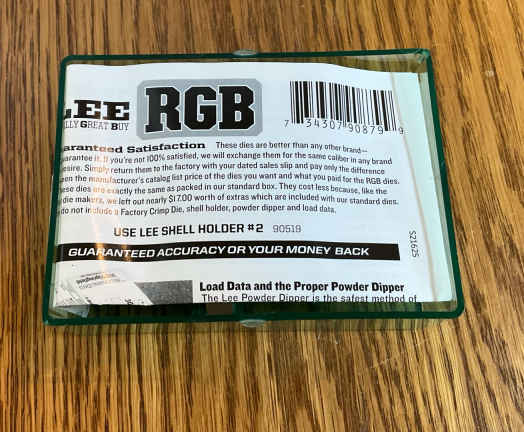 LEE RGB
LLY GREAT BUY
7 34307 90879 9
aranteed Satisfaction These dies are better than any other brand—
uarantee it. If you're not 100% satisfied, we will exchange them for the same caliber in any brand
esire. Simply return them to the factory with your dated sales slip and pay only the difference
een the manufacturer's catalog list price of the dies you want and what you paid for the RGB dies.
hese dies are exactly the same as packed in our standard box. They cost less because, like the
die makers, we left out nearly $17.00 worth of extras which are included with our standard dies.
do not include a Factory Crimp Die, shell holder, powder dipper and load data.
USE LEE SHELL HOLDER #2 90519
GUARANTEED ACCURACY OR YOUR MONEY BACK
S21625
Load Data and the Proper Powder Dipper
The Lee Powder Dipper is the safest method of